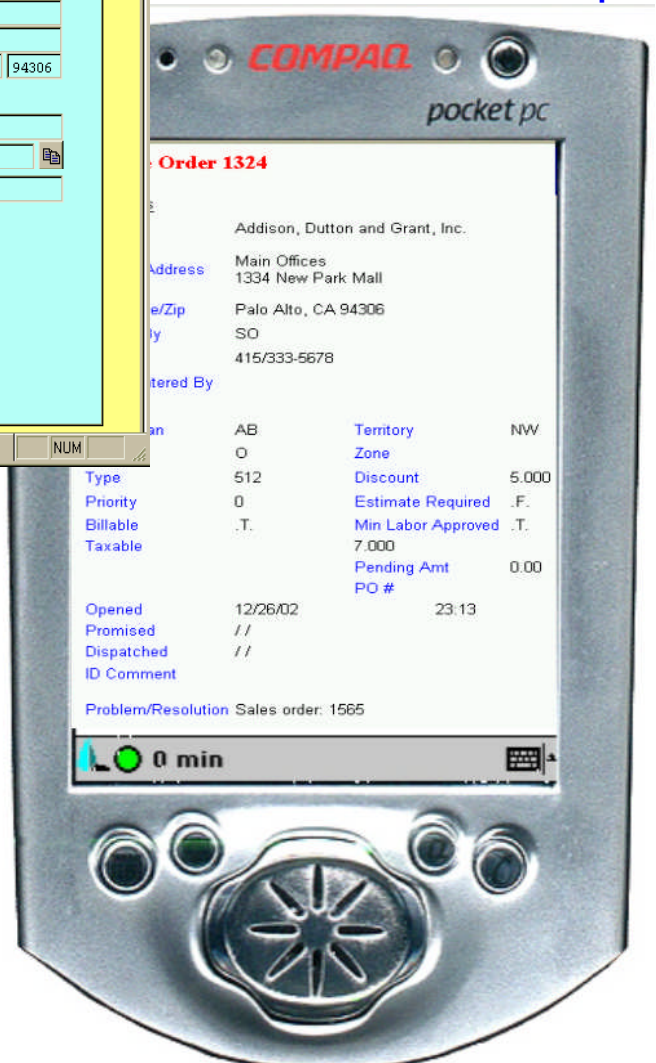 94306
COMPAQ
pocket pc
Order 1324
Addison, Dutton and Grant, Inc.
Address Main Offices
1334 New Park Mall
e/Zip Palo Alto, CA 94306
By SO
415/333-5678
tered By
an AB Territory NW
O Zone
NUM
Type 512 Discount 5.000
Priority 0 Estimate Required .F.
Billable .T. Min Labor Approved .T.
Taxable 7.000
Pending Amt 0.00
PO #
Opened 12/26/02 23:13
Promised / /
Dispatched / /
ID Comment
Problem/Resolution Sales order: 1565
0 min